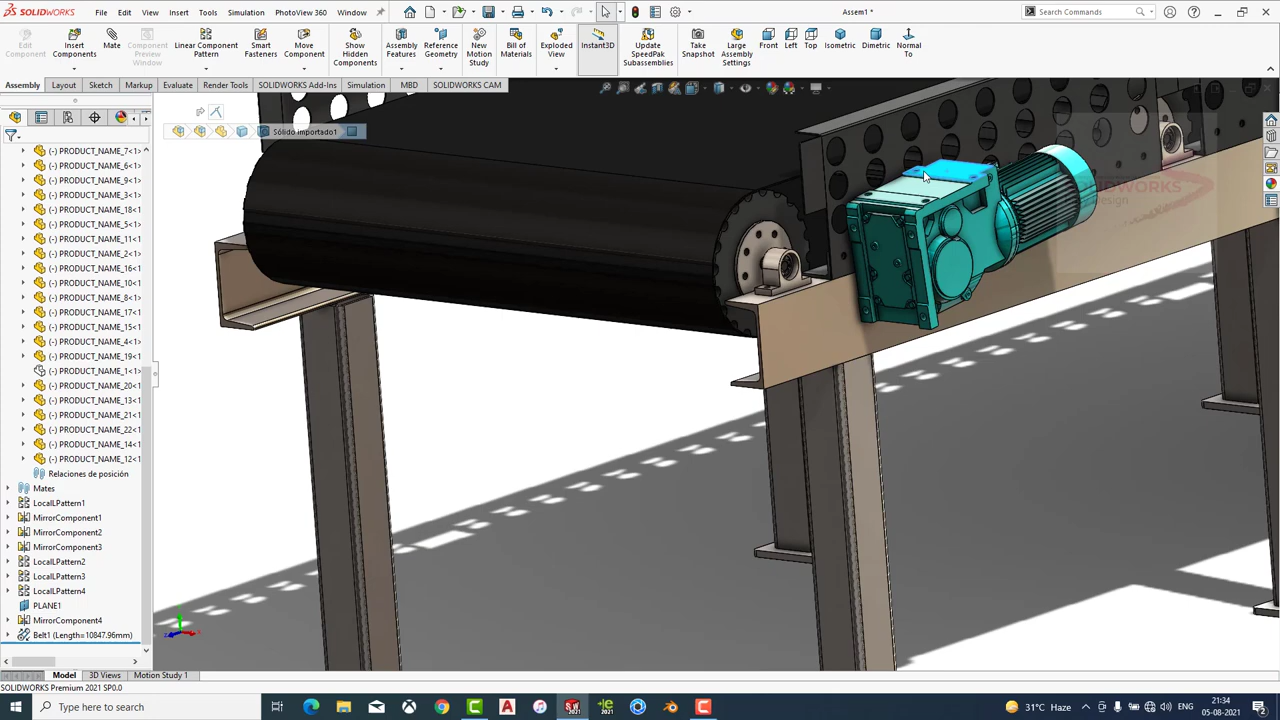 SOLIDWORKS File Edit View Insert Tools Simulation PhotoView 360 Window Assem1 * Search Commands
Edit Component
Insert Components
Mate
Component Preview Window
Linear Component Pattern
Smart Fasteners
Move Component
Show Hidden Components
Assembly Features
Reference Geometry
New Motion Study
Bill of Materials
Exploded View
Instant3D
Update SpeedPak Subassemblies
Take Snapshot
Large Assembly Settings
Front
Left
Top
Isometric
Dimetric
Normal To
Assembly Layout Sketch Markup Evaluate Render Tools SOLIDWORKS Add-Ins Simulation MBD SOLIDWORKS CAM
Sólido importado1
(-) PRODUCT_NAME_7<1>
(-) PRODUCT_NAME_6<1>
(-) PRODUCT_NAME_9<1>
(-) PRODUCT_NAME_3<1>
(-) PRODUCT_NAME_18<1
(-) PRODUCT_NAME_5<1>
(-) PRODUCT_NAME_11<1
(-) PRODUCT_NAME_2<1>
(-) PRODUCT_NAME_16<1
(-) PRODUCT_NAME_10<1
(-) PRODUCT_NAME_8<1>
(-) PRODUCT_NAME_17<1
(-) PRODUCT_NAME_15<1
(-) PRODUCT_NAME_4<1>
(-) PRODUCT_NAME_19<1
(-) PRODUCT_NAME_1<1>
(-) PRODUCT_NAME_20<1
(-) PRODUCT_NAME_13<1
(-) PRODUCT_NAME_21<1
(-) PRODUCT_NAME_22<1
(-) PRODUCT_NAME_14<1
(-) PRODUCT_NAME_12<1
Relaciones de posición
Mates
LocalLPattern1
MirrorComponent1
MirrorComponent2
MirrorComponent3
LocalLPattern2
LocalLPattern3
LocalLPattern4
PLANE1
MirrorComponent4
Belt1 (Length=10847.96mm)
SOLIDWORKS
Model 3D Views Motion Study 1
SOLIDWORKS Premium 2021 SP0.0
Type here to search
31°C Haze ENG 21:34
05-08-2021